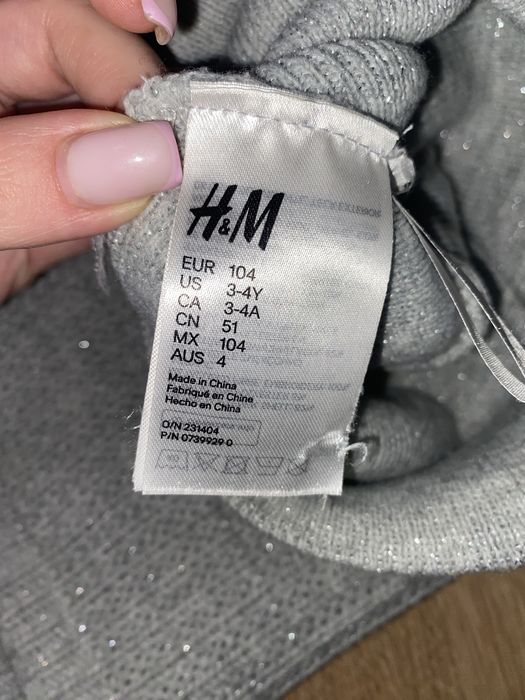 H&M
EUR 104
US 3-4Y
CA 3-4A
CN 51
MX 104
AUS 4
Made in China
Fabriqué en Chine
Hecho en China
O/N 231404
P/N 0739929 0